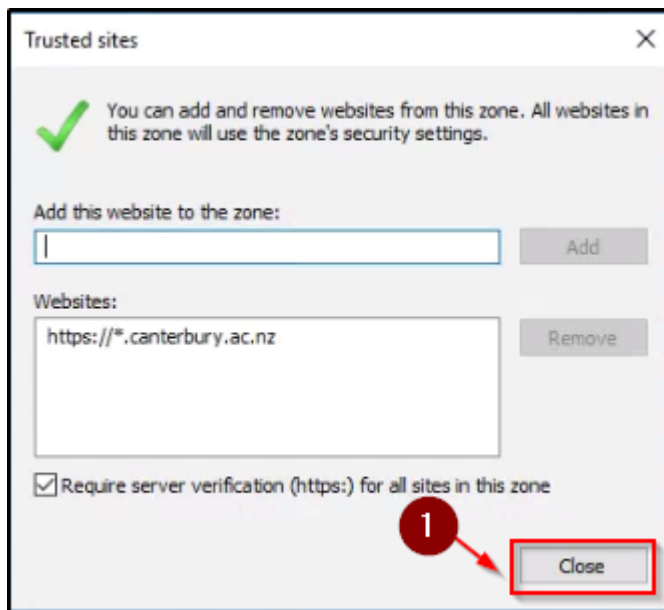 Trusted sites
You can add and remove websites from this zone. All websites in
this zone will use the zone's security settings.
Add this website to the zone:
Add
Websites:
https://*.canterbury.ac.nz
Remove
Require server verification (https:) for all sites in this zone
1
Close